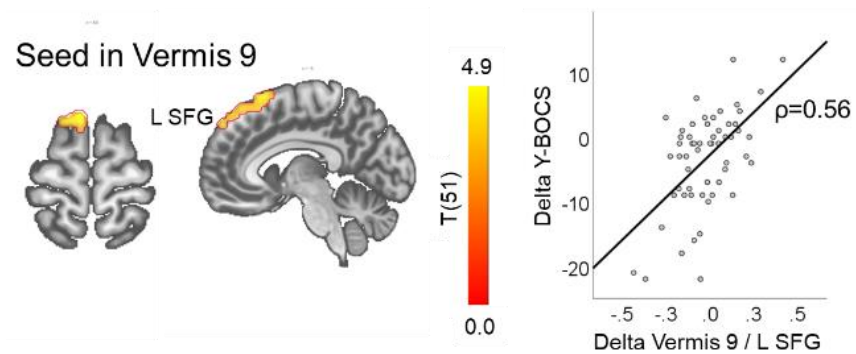 Seed in Vermis 9
L SFG
4.9
T(51)
0.0
Delta Y-BOCS
10
0
-10
-20
ρ=0.56
-.5 -.3 .0 .3 .5
Delta Vermis 9 / L SFG